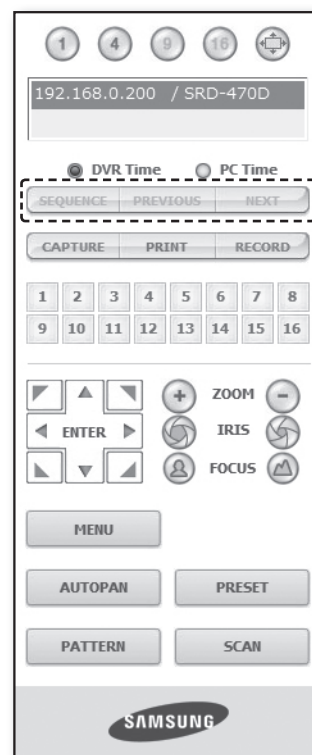 1 4 9 16
192.168.0.200 / SRD-470D
DVR Time PC Time
SEQUENCE PREVIOUS NEXT
CAPTURE PRINT RECORD
1 2 3 4 5 6 7 8
9 10 11 12 13 14 15 16
ZOOM
ENTER IRIS
FOCUS
MENU
AUTOPAN PRESET
PATTERN SCAN
SAMSUNG